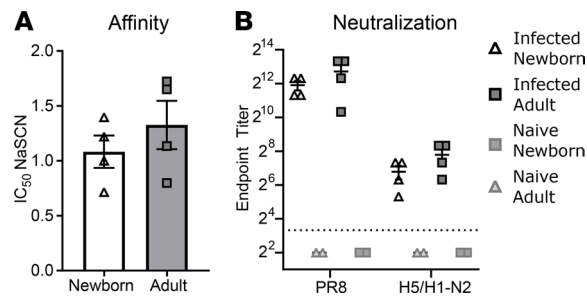 A
Affinity
IC50 NaSCN
2.0
1.5
1.0
0.5
0.0
Newborn
Adult
B
Neutralization
Endpoint Titer
2^14
2^12
2^10
2^8
2^6
2^4
2^2
PR8
H5/H1-N2
Infected
Newborn
Infected
Adult
Naive
Newborn
Naive
Adult